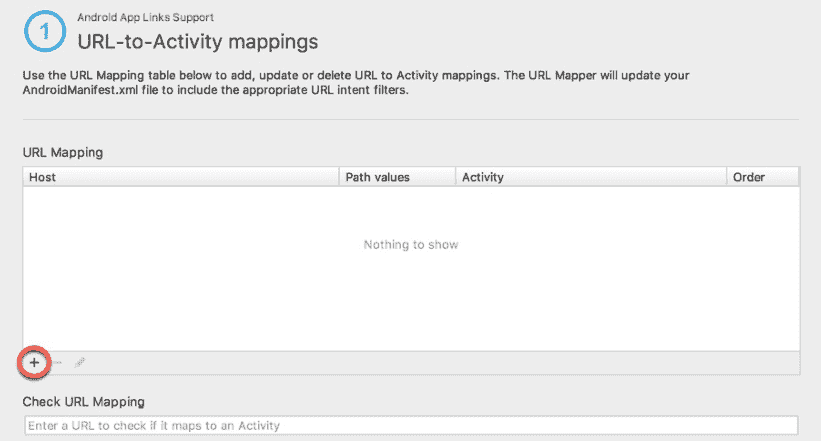 1
Android App Links Support
URL-to-Activity mappings
Use the URL Mapping table below to add, update or delete URL to Activity mappings. The URL Mapper will update your
AndroidManifest.xml file to include the appropriate URL intent filters.
URL Mapping
Host Path values Activity Order
Nothing to show
+ −
Check URL Mapping
Enter a URL to check if it maps to an Activity